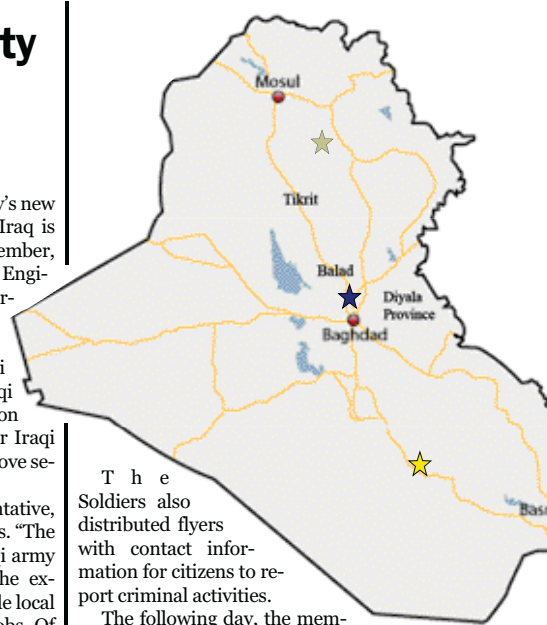 ty
y's new
Iraq is
ember,
Engi-
r-
i
qi
on
r Iraqi
ove se-
ntative,
s. “The
i army
he ex-
le local
obs. Of
Mosul
Tikrit
Balad
Diyala
Province
Baghdad
Basr
T h e
Soldiers also
distributed flyers
with contact infor-
mation for citizens to re-
port criminal activities.
The following day, the mem-